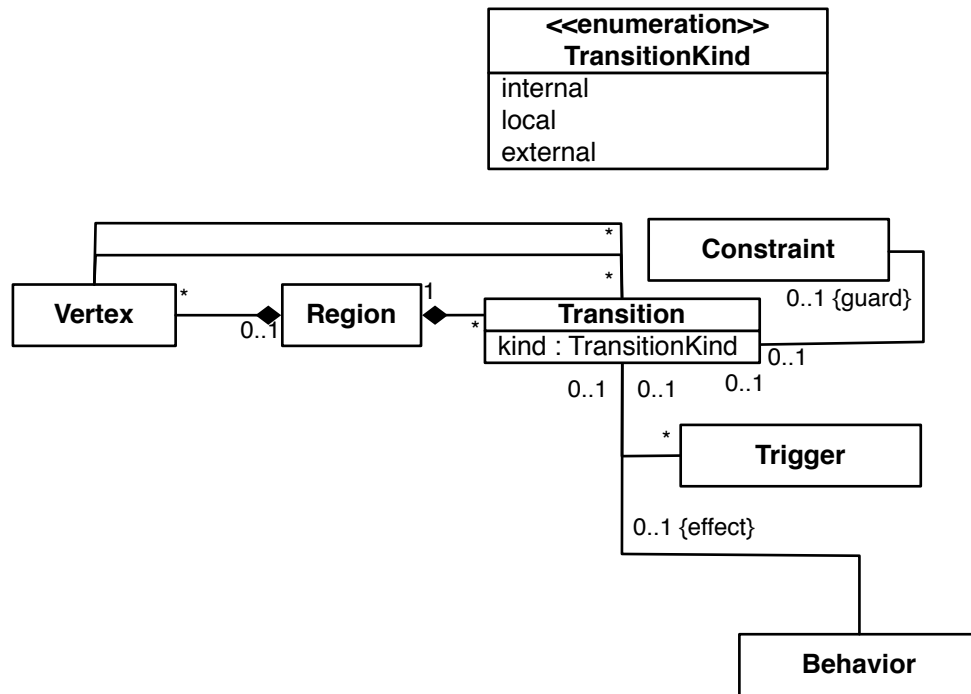 <<enumeration>>
TransitionKind
internal
local
external
*
Constraint
*
0..1 {guard}
Vertex
*
0..1
Region
1
*
Transition
kind : TransitionKind
0..1
0..1
0..1
0..1
*
Trigger
0..1 {effect}
Behavior